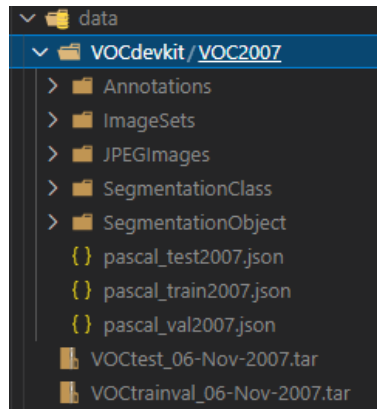 data
VOCdevkit / VOC2007
Annotations
ImageSets
JPEGImages
SegmentationClass
SegmentationObject
{} pascal_test2007.json
{} pascal_train2007.json
{} pascal_val2007.json
VOCtest_06-Nov-2007.tar
VOCtrainval_06-Nov-2007.tar